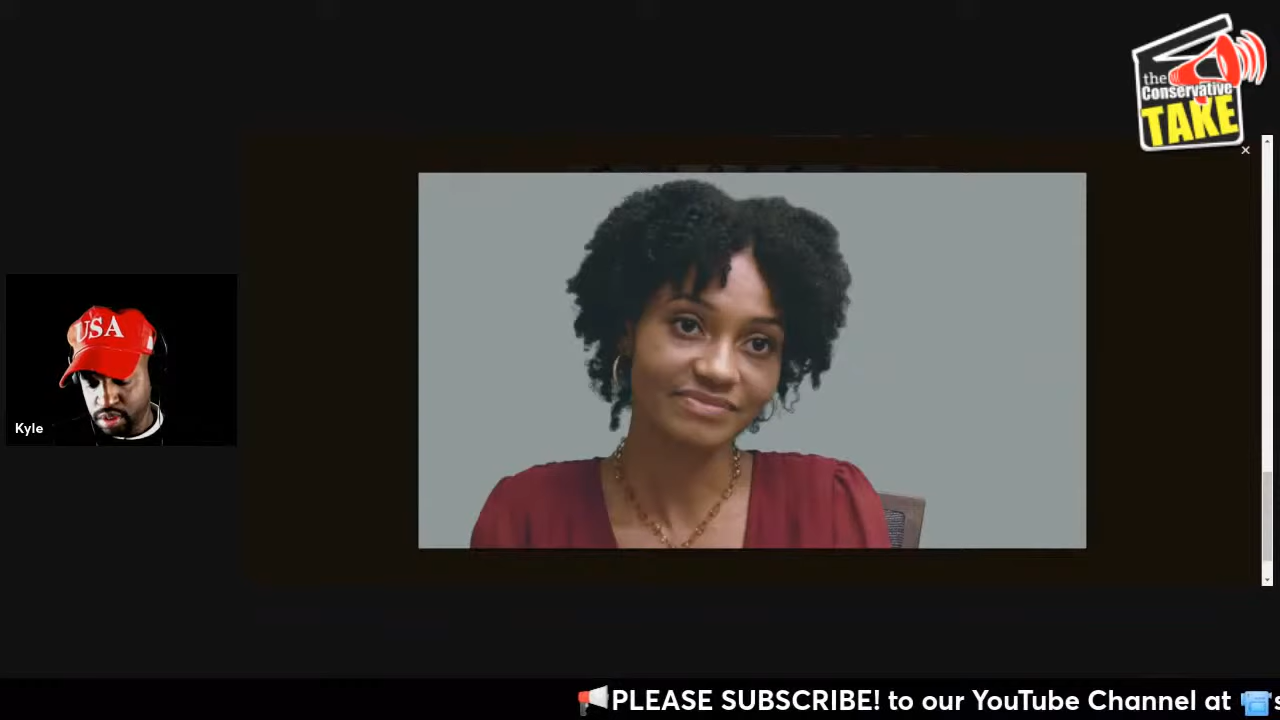 the
Conservative
TAKE
USA
Kyle
PLEASE SUBSCRIBE! to our YouTube Channel at